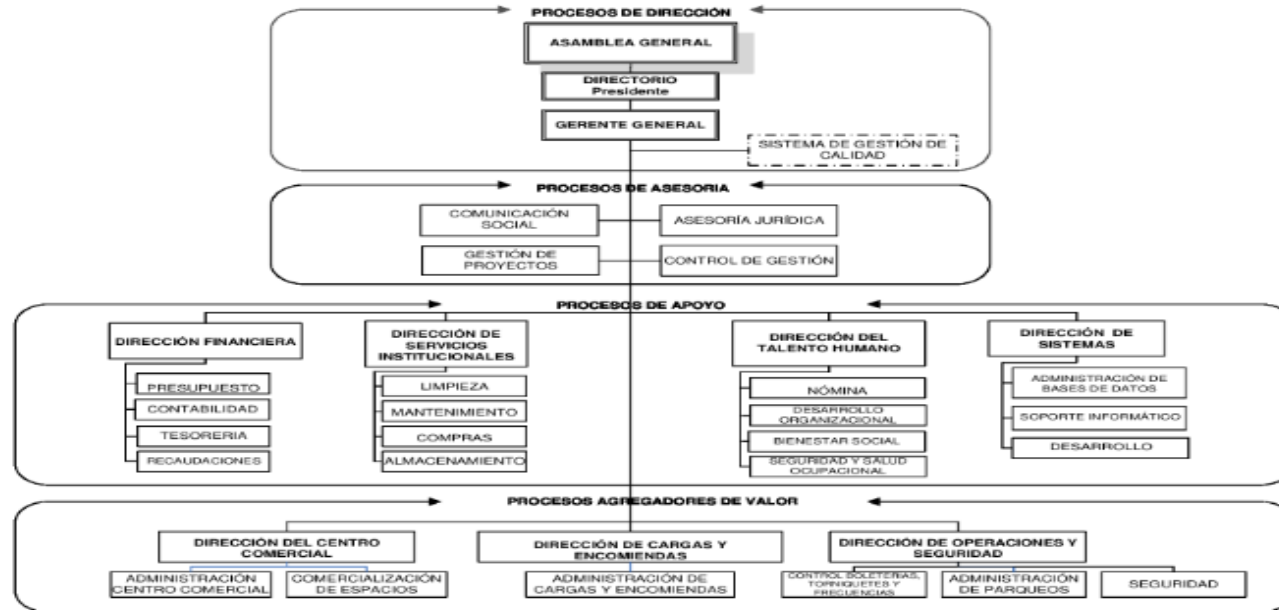 PROCESOS DE DIRECCIÓN
ASAMBLEA GENERAL
DIRECTORIO
Presidente
GERENTE GENERAL
SISTEMA DE GESTIÓN DE
CALIDAD
PROCESOS DE ASESORIA
COMUNICACIÓN
SOCIAL
ASESORÍA JURÍDICA
GESTIÓN DE
PROYECTOS
CONTROL DE GESTIÓN
PROCESOS DE APOYO
DIRECCIÓN FINANCIERA
PRESUPUESTO
CONTABILIDAD
TESORERIA
RECAUDACIONES
DIRECCIÓN DE
SERVICIOS
INSTITUCIONALES
LIMPIEZA
MANTENIMIENTO
COMPRAS
ALMACENAMIENTO
DIRECCIÓN DEL
TALENTO HUMANO
NÓMINA
DESARROLLO
ORGANIZACIONAL
BIENESTAR SOCIAL
SEGURIDAD Y SALUD
OCUPACIONAL
DIRECCIÓN DE
SISTEMAS
ADMINISTRACIÓN DE
BASES DE DATOS
SOPORTE INFORMÁTICO
DESARROLLO
PROCESOS AGREGADORES DE VALOR
DIRECCIÓN DEL CENTRO
COMERCIAL
ADMINISTRACIÓN
CENTRO COMERCIAL
COMERCIALIZACIÓN
DE ESPACIOS
DIRECCIÓN DE CARGAS Y
ENCOMIENDAS
ADMINISTRACIÓN DE
CARGAS Y ENCOMIENDAS
DIRECCIÓN DE OPERACIONES Y
SEGURIDAD
CONTROL BOLETERIAS,
TORNIQUETES Y
FRECUENCIAS
ADMINISTRACIÓN
DE PARQUEOS
SEGURIDAD